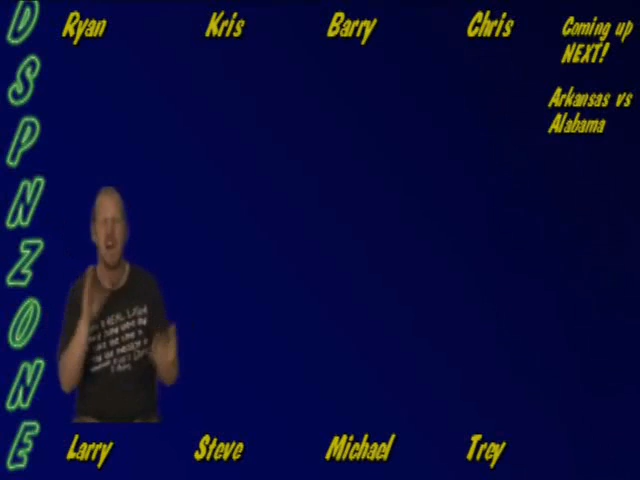 DSPNZONE
Ryan Kris Barry Chris
Coming up
NEXT!
Arkansas vs
Alabama
Larry Steve Michael Trey